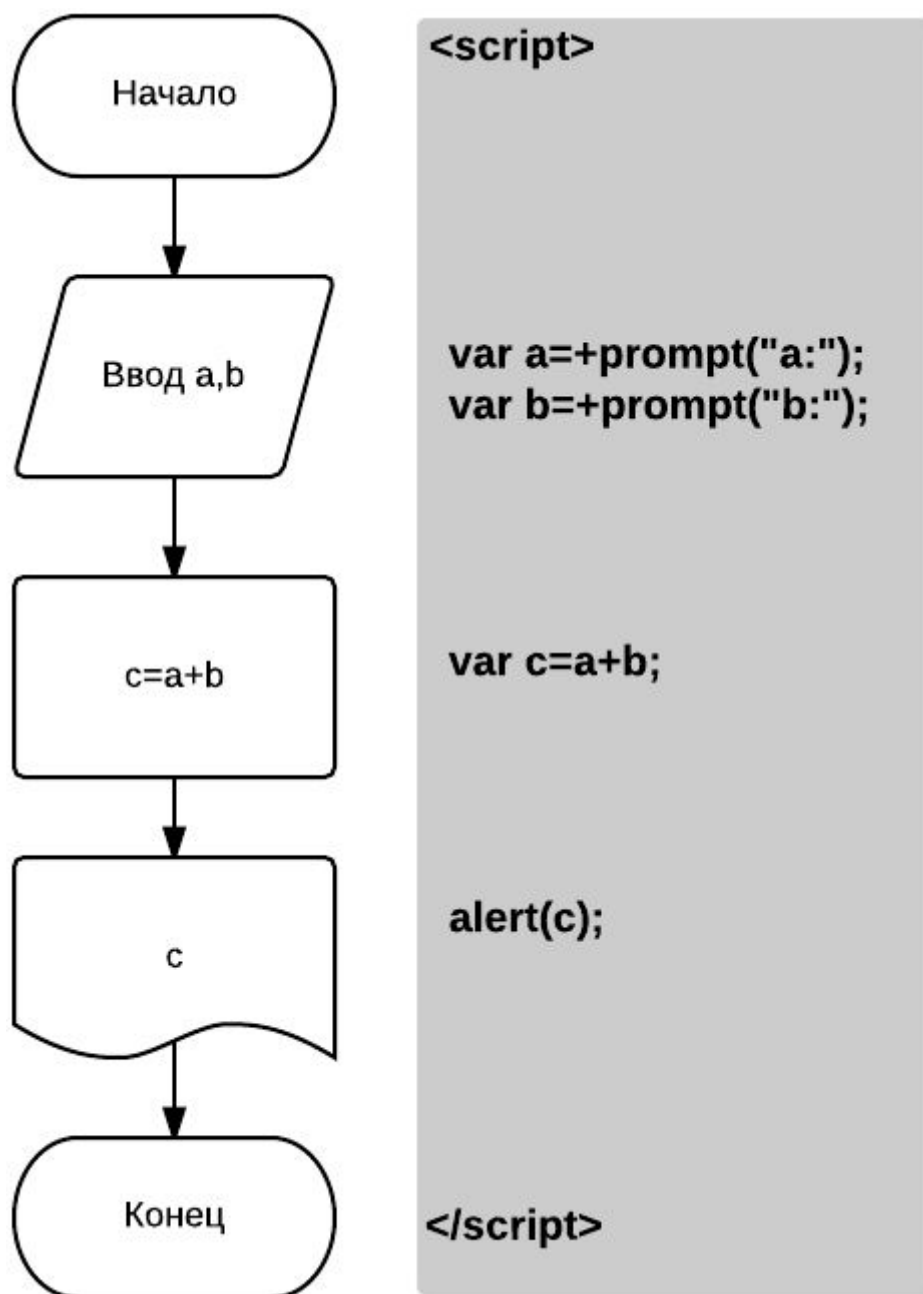 Начало
<script>
Ввод a,b
var a=+prompt("a:");
var b=+prompt("b:");
c=a+b
var c=a+b;
c
alert(c);
Конец
</script>